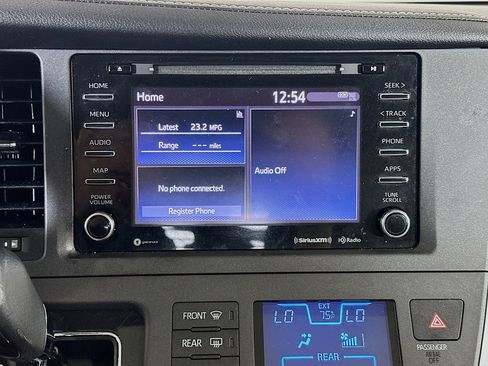 HOME
MENU
AUDIO
MAP
POWER
VOLUME
Home
12:54
Latest 23.2 MPG
Range --- miles
No phone connected.
Register Phone
Audio Off
SEEK >
< TRACK
PHONE
APPS
TUNE
SCROLL
((SiriusXM))
HD Radio
FRONT
REAR
LO
EXT
75°F
LO
REAR
PASSENGER
AIRBAG
OFF